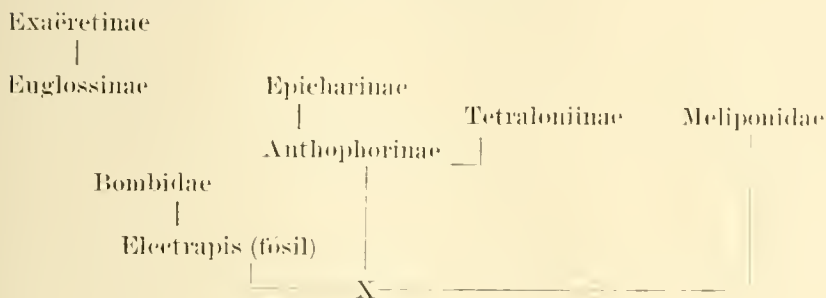 Exaëretinae
Euglossinae Epicharinae
Tetraloniinae Meliponidae
Anthophorinae
Bombidae
Electrapis (fósil)
X